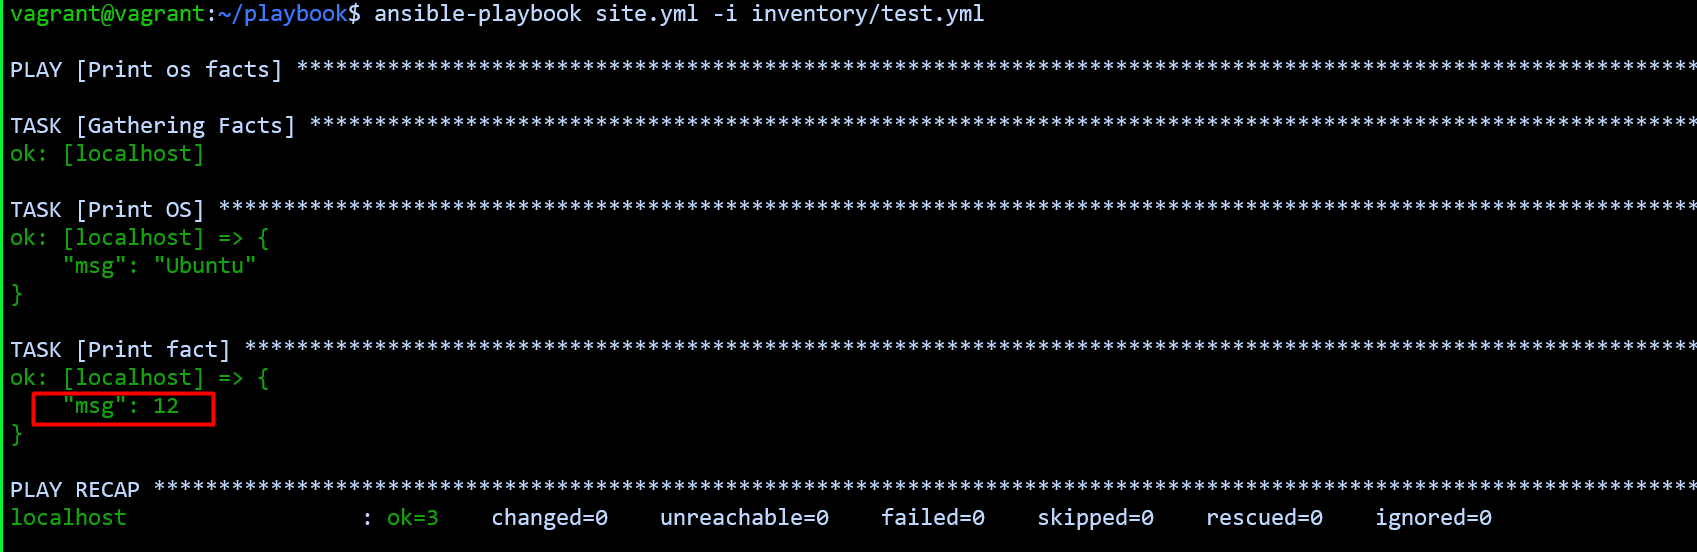 vagrant@vagrant:~/playbook$ ansible-playbook site.yml -i inventory/test.yml
PLAY [Print os facts] ************************************************************************************************************
TASK [Gathering Facts] ***********************************************************************************************************
ok: [localhost]
TASK [Print OS] ******************************************************************************************************************
ok: [localhost] => {
    "msg": "Ubuntu"
}
TASK [Print fact] ****************************************************************************************************************
ok: [localhost] => {
    "msg": 12
}
PLAY RECAP ***********************************************************************************************************************
localhost                  : ok=3    changed=0    unreachable=0    failed=0    skipped=0    rescued=0    ignored=0